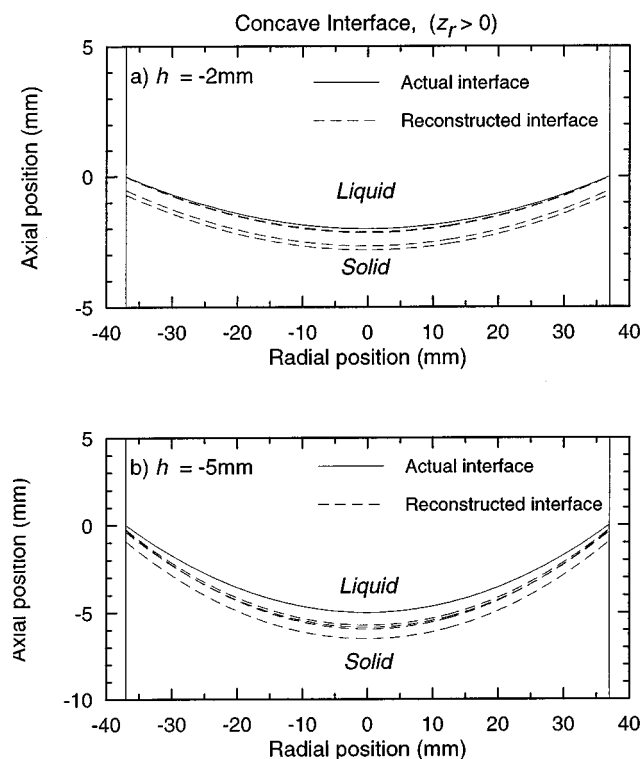 Concave Interface, (z_r > 0)
5
a) h = -2mm
Actual interface
Reconstructed interface
0
Liquid
Solid
-5
Axial position (mm)
-40 -30 -20 -10 0 10 20 30 40
Radial position (mm)
5
b) h = -5mm
Actual interface
Reconstructed interface
0
Liquid
-5
Solid
-10
Axial position (mm)
-40 -30 -20 -10 0 10 20 30 40
Radial position (mm)